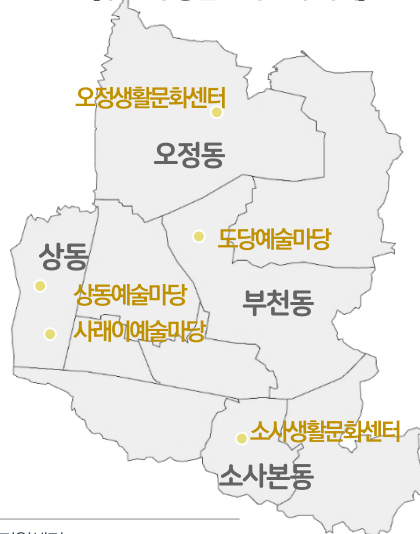 오정생활문화센터
오정동
도당예술마당
상동
상동예술마당
부천동
사래이예술마당
소사생활문화센터
소사본동